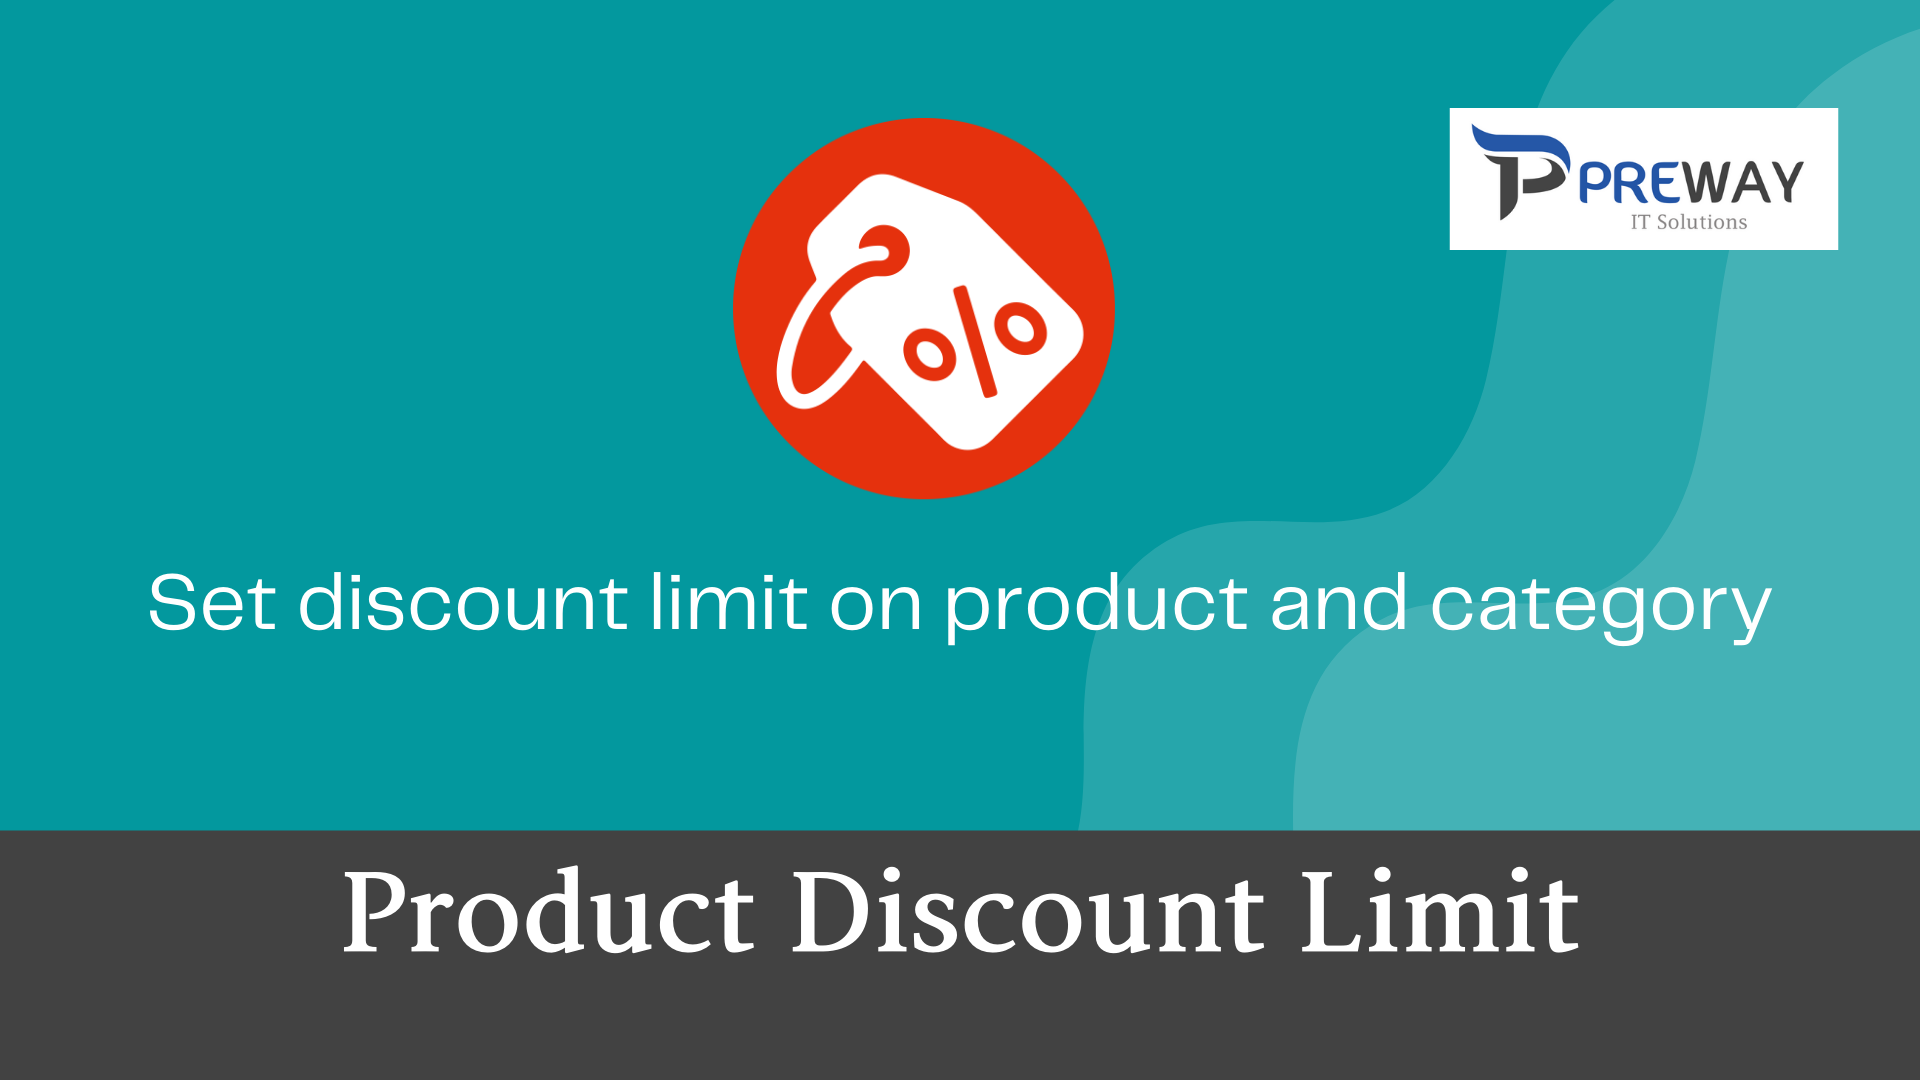 PREWAY
IT Solutions
%
Set discount limit on product and category
Product Discount Limit